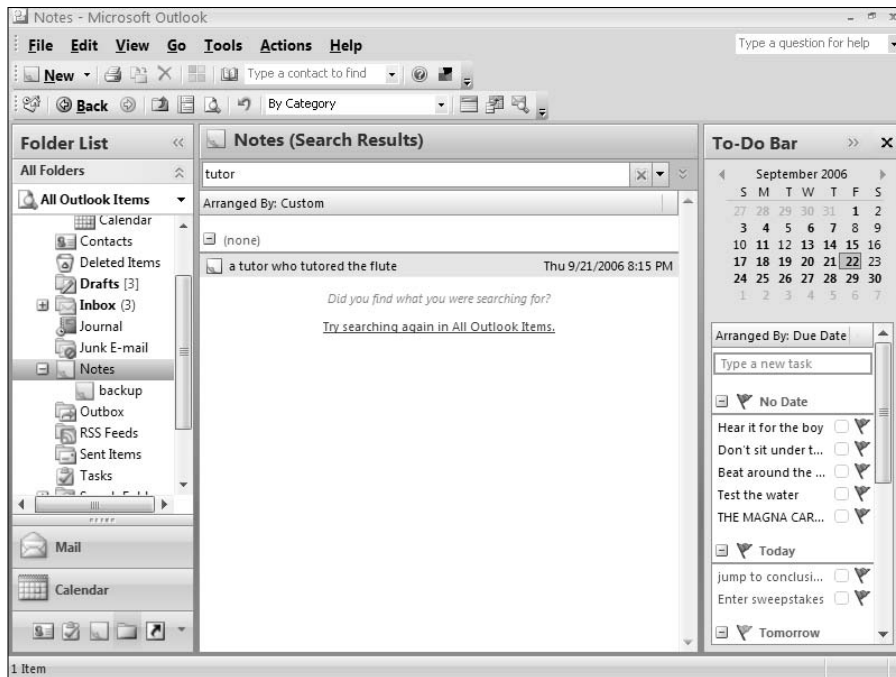 Notes - Microsoft Outlook
File Edit View Go Tools Actions Help
Type a question for help
New
Type a contact to find
Back
By Category
Folder List
All Folders
All Outlook Items
Calendar
Contacts
Deleted Items
Drafts [3]
Inbox (3)
Journal
Junk E-mail
Notes
backup
Outbox
RSS Feeds
Sent Items
Tasks
Mail
Calendar
1 Item
Notes (Search Results)
tutor
Arranged By: Custom
(none)
a tutor who tutored the flute Thu 9/21/2006 8:15 PM
Did you find what you were searching for?
Try searching again in All Outlook Items.
To-Do Bar
September 2006
S M T W T F S
27 28 29 30 31 1 2
3 4 5 6 7 8 9
10 11 12 13 14 15 16
17 18 19 20 21 22 23
24 25 26 27 28 29 30
1 2 3 4 5 6 7
Arranged By: Due Date
Type a new task
No Date
Hear it for the boy
Don't sit under t...
Beat around the ...
Test the water
THE MAGNA CAR...
Today
jump to conclusi...
Enter sweepstakes
Tomorrow